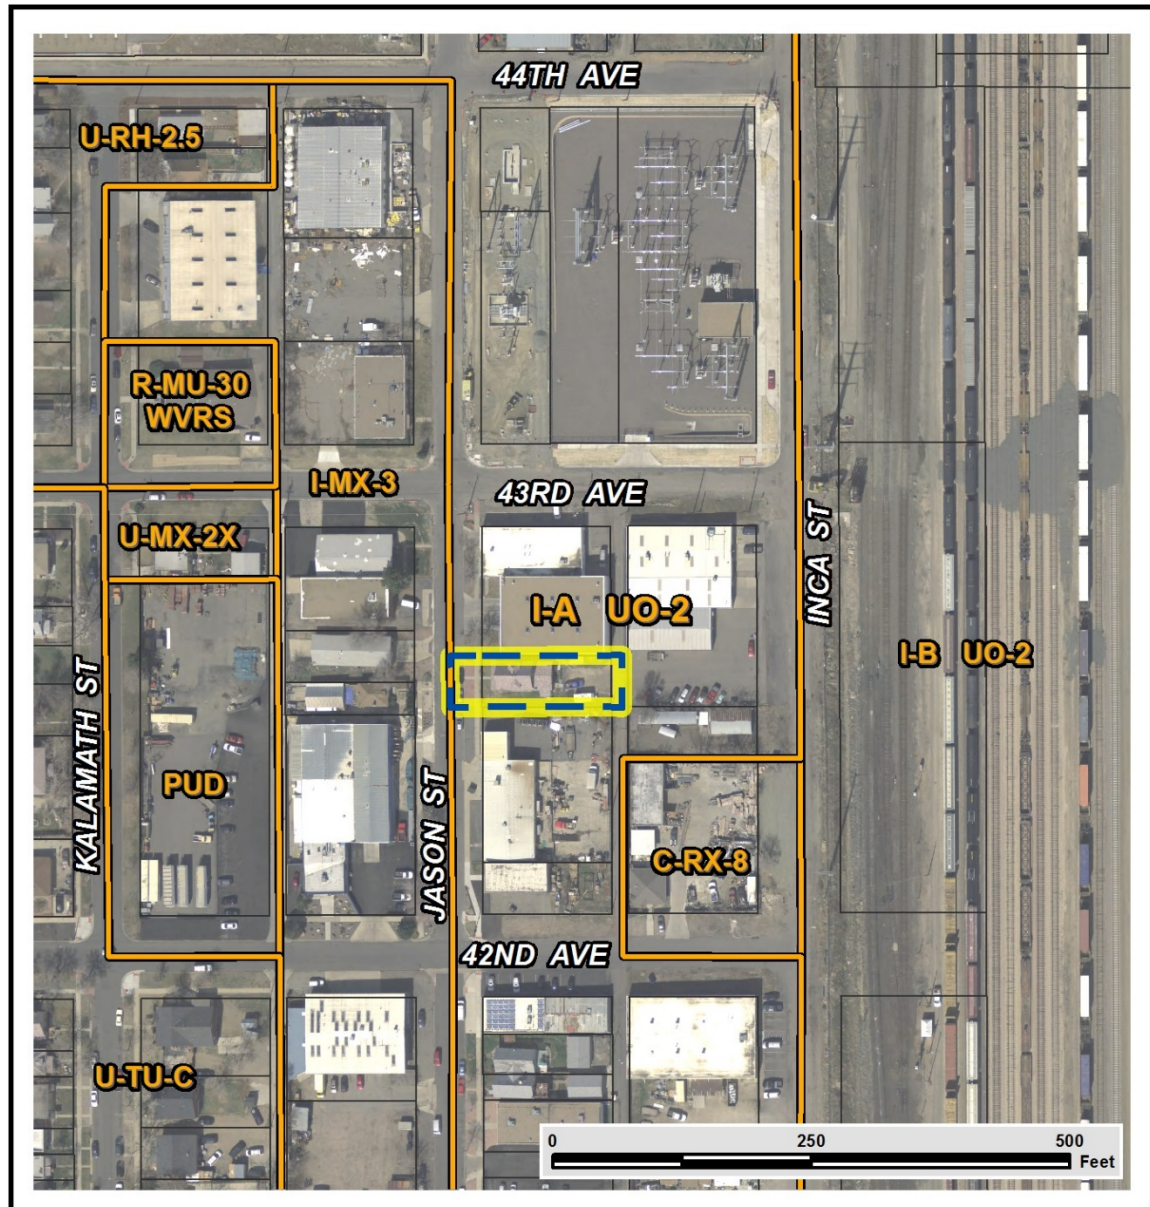 44TH AVE
U-RH-2.5
R-MU-30
WVRS
I-MX-3
43RD AVE
U-MX-2X
INCA ST
I-A UO-2
I-B UO-2
KALAMATH ST
PUD
JASON ST
C-RX-8
42ND AVE
U-TU-C
0 250 500
Feet